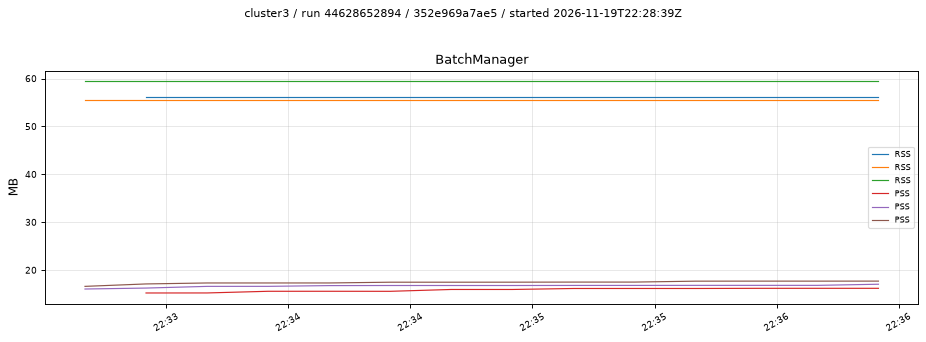 cluster3 / run 44628652894 / 352e969a7ae5 / started 2026-11-19T22:28:39Z
BatchManager
60
50
40
30
20
MB
RSS
RSS
RSS
PSS
PSS
PSS
22:33
22:34
22:34
22:35
22:35
22:36
22:36